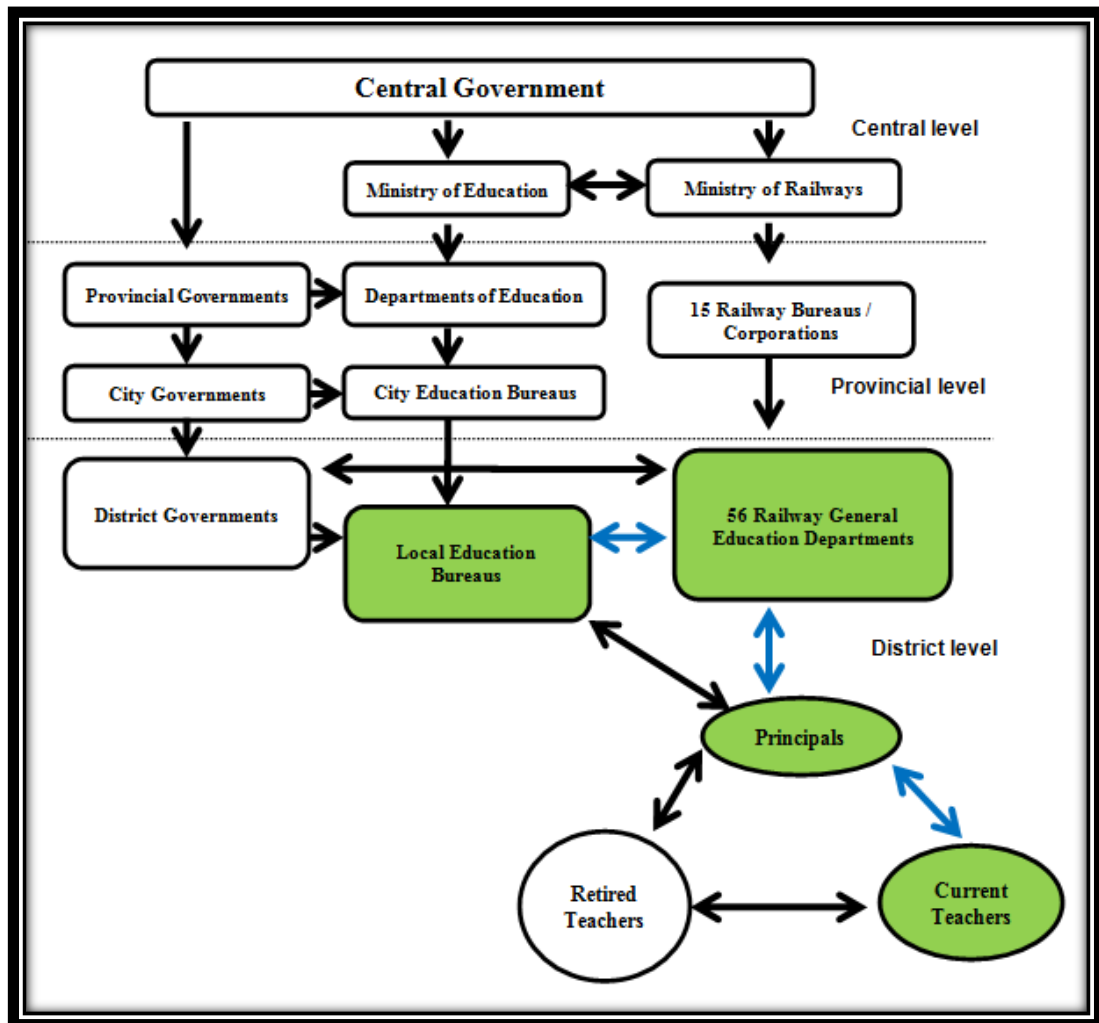 Central Government
Central level
Ministry of Education
Ministry of Railways
Provincial Governments
Departments of Education
15 Railway Bureaus /
Corporations
City Governments
City Education Bureaus
Provincial level
District Governments
Local Education
Bureaus
56 Railway General
Education Departments
District level
Principals
Retired
Teachers
Current
Teachers